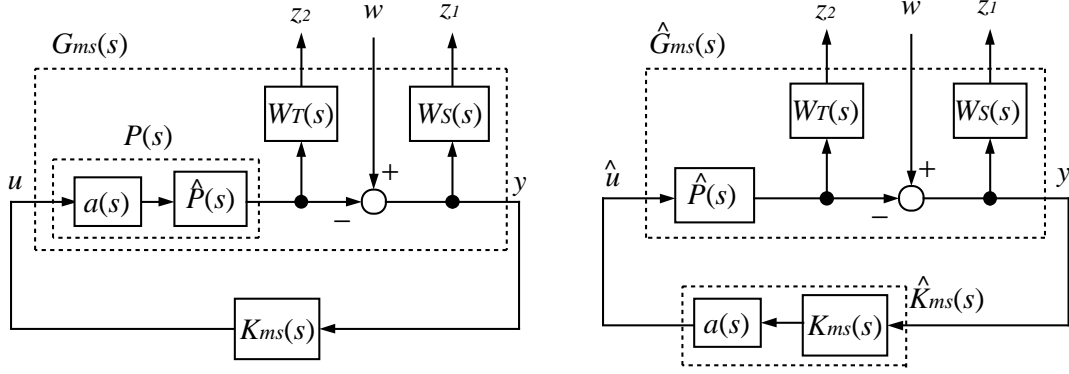 z2 w z1
Gms(s)
WT(s) WS(s)
P(s)
u a(s) P̂(s) − + y
Kms(s)
z2 w z1
Ĝms(s)
WT(s) WS(s)
û P̂(s) − + y
K̂ms(s)
a(s) Kms(s)